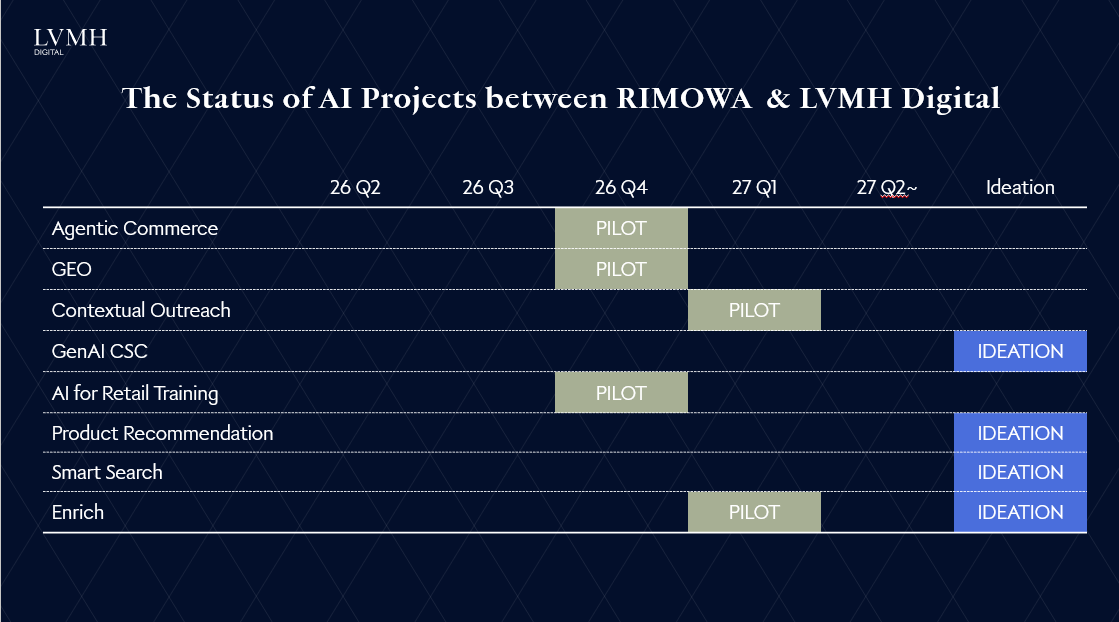 LVMH
DIGITAL
The Status of AI Projects between RIMOWA & LVMH Digital
26 Q2 26 Q3 26 Q4 27 Q1 27 Q2~ Ideation
Agentic Commerce PILOT
GEO PILOT
Contextual Outreach PILOT
GenAI CSC IDEATION
AI for Retail Training PILOT
Product Recommendation IDEATION
Smart Search IDEATION
Enrich PILOT IDEATION